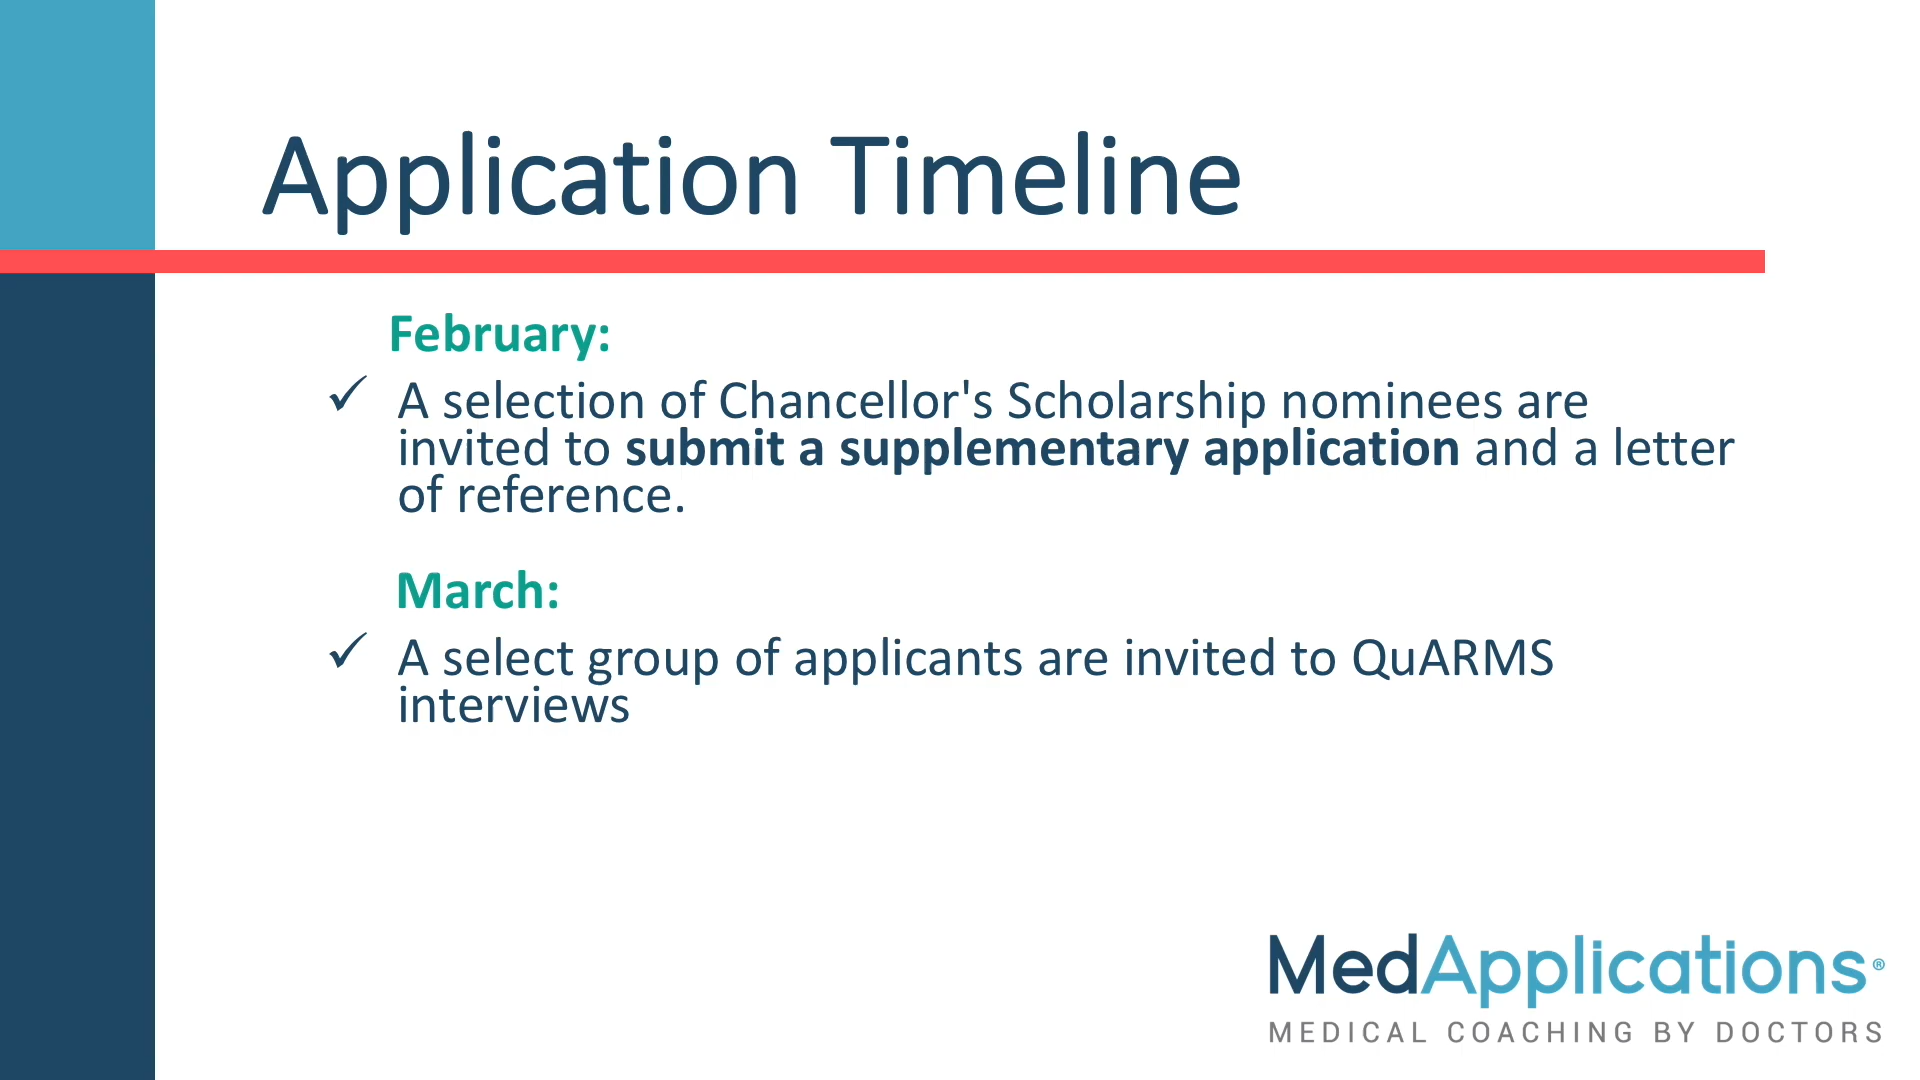 Application Timeline
February:
✓ A selection of Chancellor's Scholarship nominees are
invited to submit a supplementary application and a letter
of reference.
March:
✓ A select group of applicants are invited to QuARMS
interviews
MedApplications®
MEDICAL COACHING BY DOCTORS